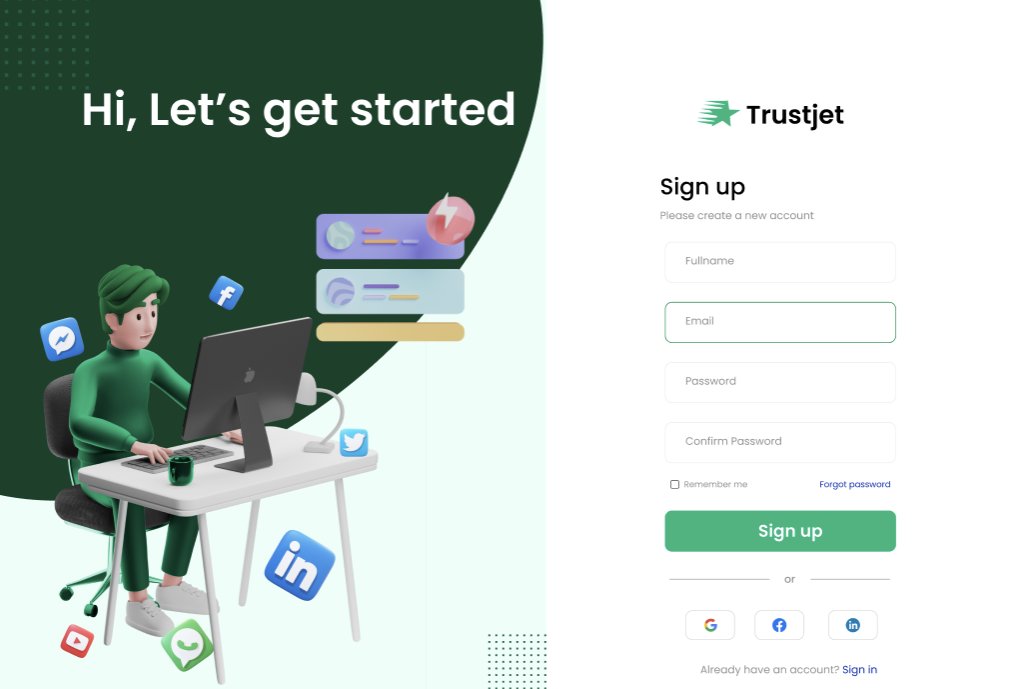 Hi, Let's get started
Trustjet
Sign up
Please create a new account
Fullname
Email
Password
Confirm Password
Remember me Forgot password
Sign up
or
Already have an account? Sign in